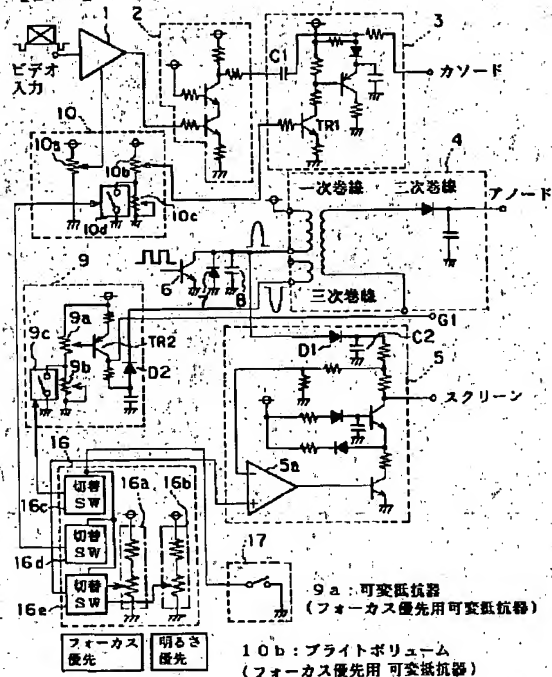 1
2
3
ビデオ
入力
C1
TR1
カソード
10
10a
10b
10c
10d
4
一次巻線
二次巻線
アノード
三次巻線
6
7
8
G1
9
9a
9b
9c
TR2
D2
D1
C2
5
スクリーン
5a
16
16a
16b
切替
SW
16c
切替
SW
16d
切替
SW
16e
17
フォーカス
優先
明るさ
優先
9a:可変抵抗器
(フォーカス優先用可変抵抗器)
10b:ブライトボリューム
(フォーカス優先用 可変抵抗器)